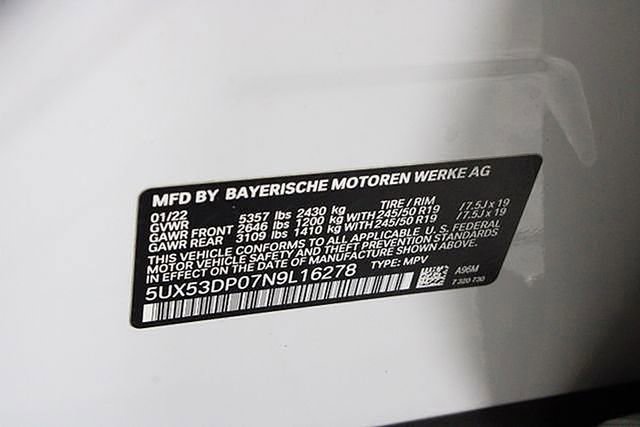 MFD BY BAYERISCHE MOTOREN WERKE AG
01/22 5357 lbs 2430 kg TIRE / RIM
GVWR
GAWR FRONT 2646 lbs 1200 kg WITH 245/50 R19 / 7.5J x 19
GAWR REAR 3109 lbs 1410 kg WITH 245/50 R19 / 7.5J x 19
THIS VEHICLE CONFORMS TO ALL APPLICABLE U.S. FEDERAL
MOTOR VEHICLE SAFETY AND THEFT PREVENTION STANDARDS
IN EFFECT ON THE DATE OF MANUFACTURE SHOWN ABOVE.
5UX53DP07N9L16278 TYPE: MPV
A96M
7 320 730